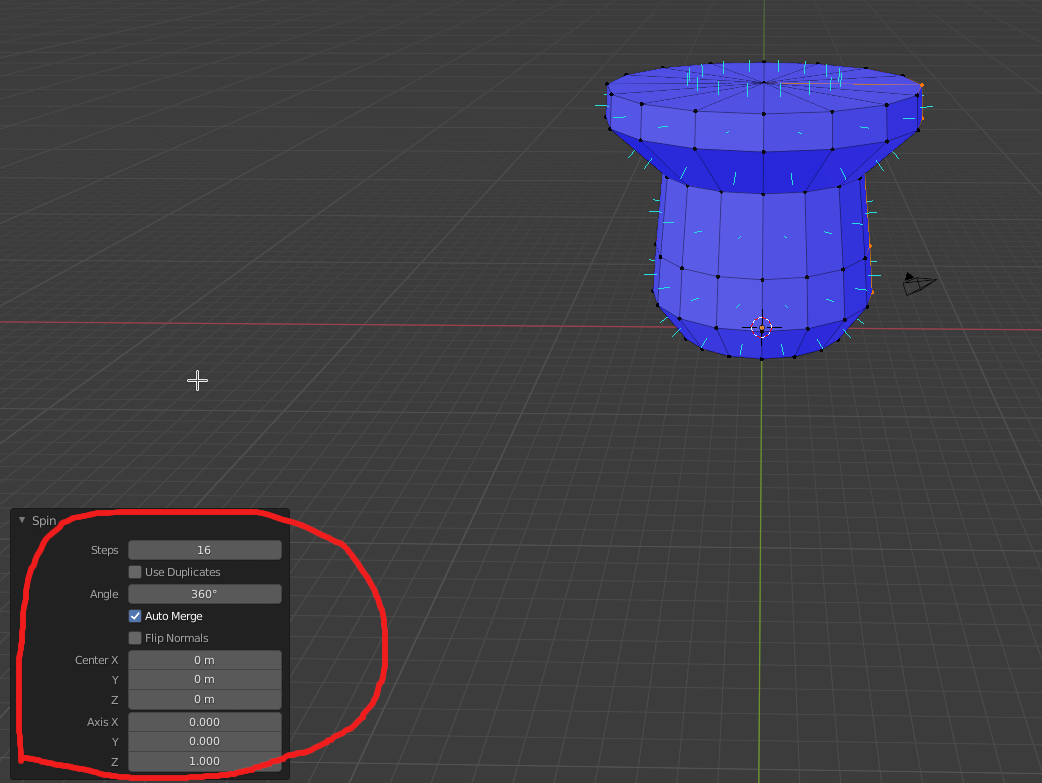 Spin
Steps 16
Use Duplicates
Angle 360°
Auto Merge
Flip Normals
Center X 0 m
Y 0 m
Z 0 m
Axis X 0.000
Y 0.000
Z 1.000